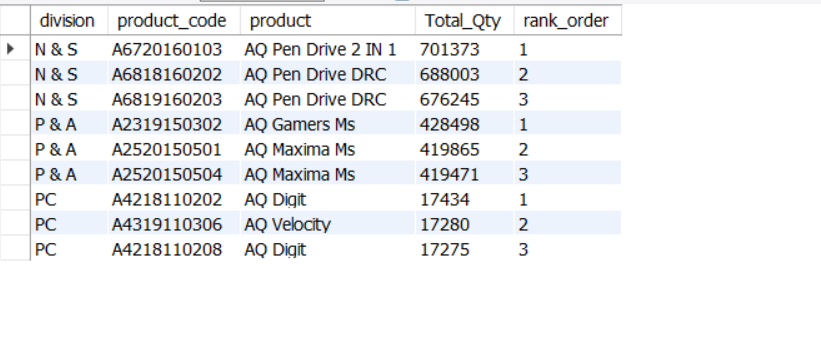 division product_code product Total_Qty rank_order
N & S A6720160103 AQ Pen Drive 2 IN 1 701373 1
N & S A6818160202 AQ Pen Drive DRC 688003 2
N & S A6819160203 AQ Pen Drive DRC 676245 3
P & A A2319150302 AQ Gamers Ms 428498 1
P & A A2520150501 AQ Maxima Ms 419865 2
P & A A2520150504 AQ Maxima Ms 419471 3
PC A4218110202 AQ Digit 17434 1
PC A4319110306 AQ Velocity 17280 2
PC A4218110208 AQ Digit 17275 3